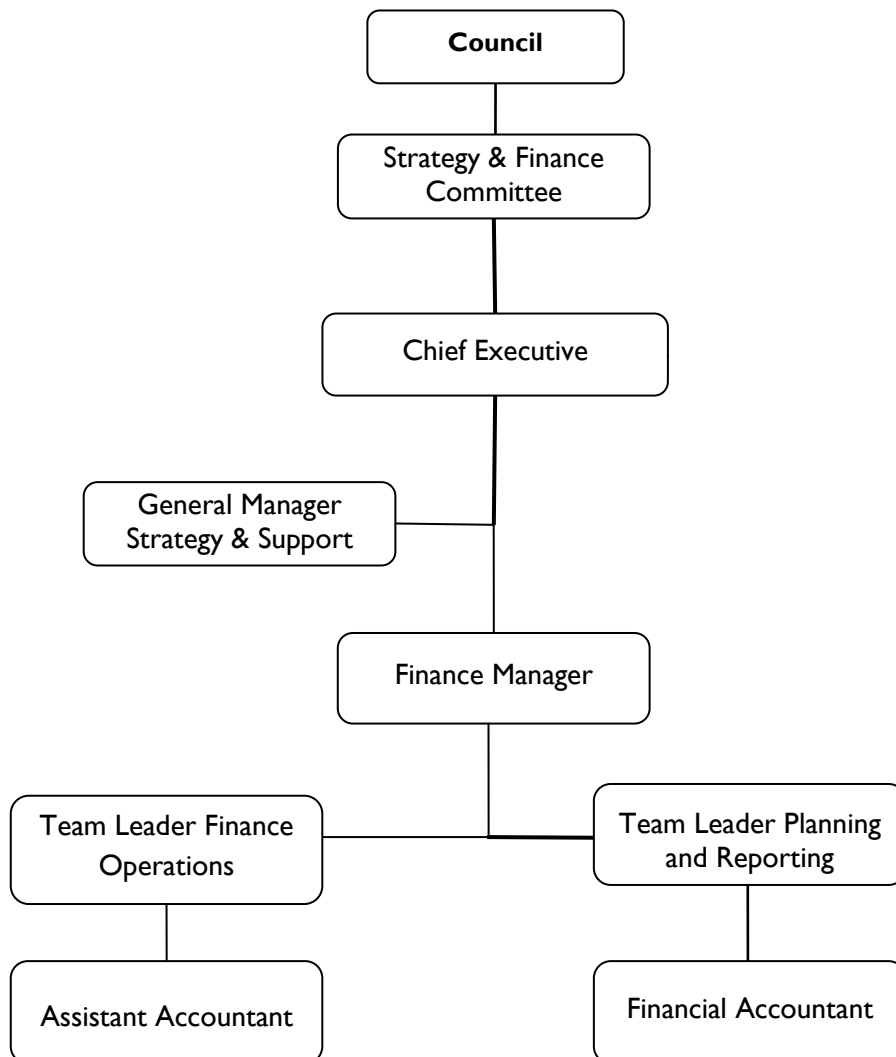 Council
Strategy & Finance
Committee
Chief Executive
General Manager
Strategy & Support
Finance Manager
Team Leader Finance
Operations
Team Leader Planning
and Reporting
Assistant Accountant
Financial Accountant